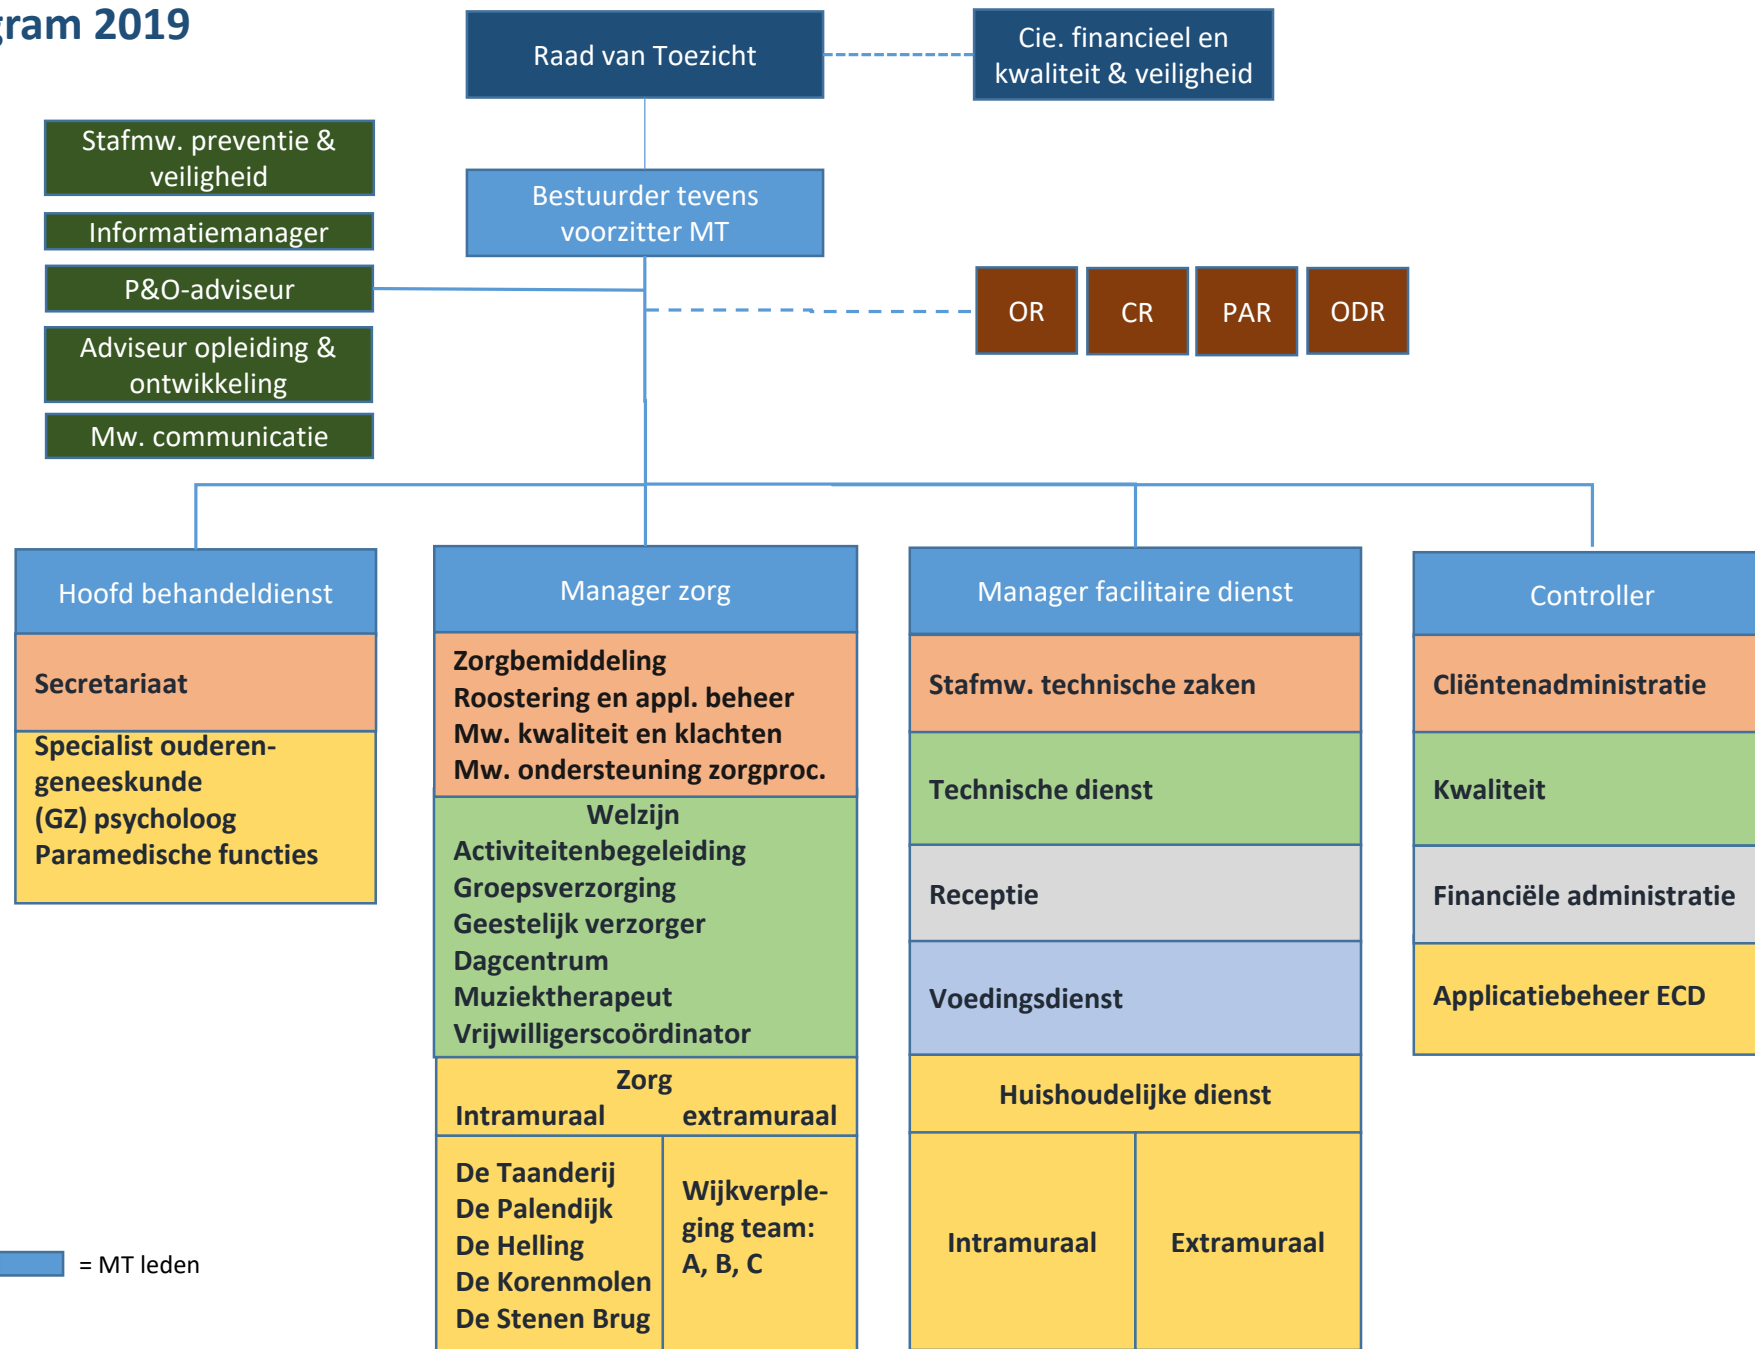 gram 2019
Raad van Toezicht
Cie. financieel en
kwaliteit & veiligheid
Stafmw. preventie &
veiligheid
Informatiemanager
P&O-adviseur
Adviseur opleiding &
ontwikkeling
Mw. communicatie
Bestuurder tevens
voorzitter MT
OR
CR
PAR
ODR
Hoofd behandeldienst
Secretariaat
Specialist ouderen-
geneeskunde
(GZ) psycholoog
Paramedische functies
Manager zorg
Zorgbemiddeling
Roostering en appl. beheer
Mw. kwaliteit en klachten
Mw. ondersteuning zorgproc.
Welzijn
Activiteitenbegeleiding
Groepsverzorging
Geestelijk verzorger
Dagcentrum
Muziektherapeut
Vrijwilligerscoördinator
Zorg
Intramuraal extramuraal
De Taanderij
De Palendijk
De Helling
De Korenmolen
De Stenen Brug
Wijkverple-
ging team:
A, B, C
Manager facilitaire dienst
Stafmw. technische zaken
Technische dienst
Receptie
Voedingsdienst
Huishoudelijke dienst
Intramuraal
Extramuraal
Controller
Cliëntenadministratie
Kwaliteit
Financiële administratie
Applicatiebeheer ECD
= MT leden